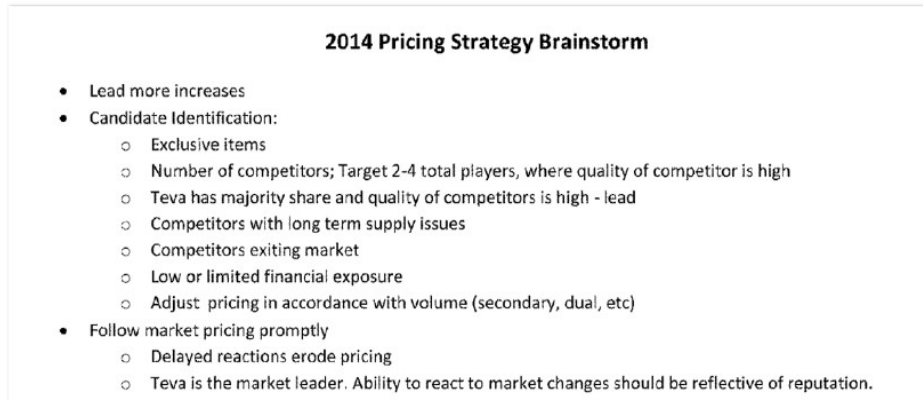 2014 Pricing Strategy Brainstorm
• Lead more increases
• Candidate Identification:
o Exclusive items
o Number of competitors; Target 2-4 total players, where quality of competitor is high
o Teva has majority share and quality of competitors is high - lead
o Competitors with long term supply issues
o Competitors exiting market
o Low or limited financial exposure
o Adjust pricing in accordance with volume (secondary, dual, etc)
• Follow market pricing promptly
o Delayed reactions erode pricing
o Teva is the market leader. Ability to react to market changes should be reflective of reputation.